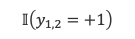 𝕀(y₁,₂ = +1)